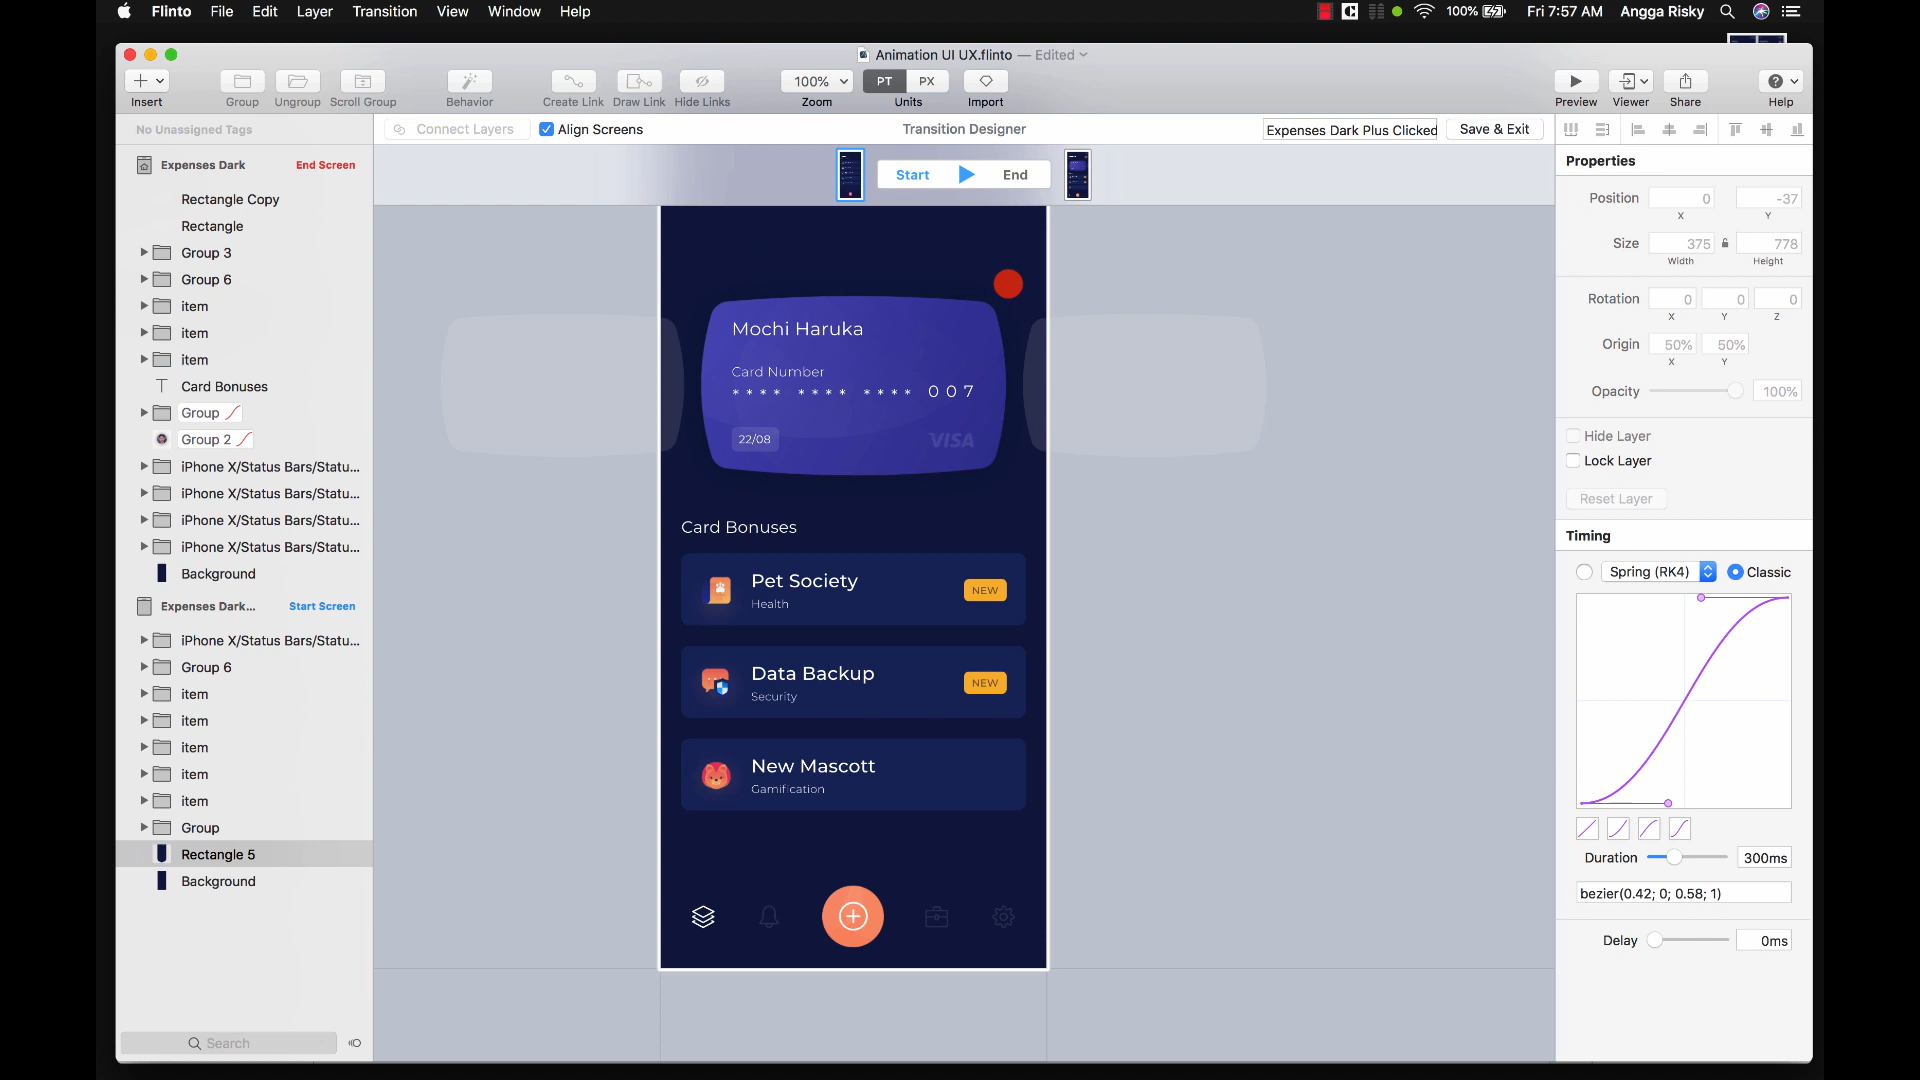 Flinto File Edit Layer Transition View Window Help
100% Fri 7:57 AM Angga Risky
Animation UI UX.flinto — Edited
100% PT PX
Insert Group Ungroup Scroll Group Behavior Create Link Draw Link Hide Links Zoom Units Import Preview Viewer Share Help
No Unassigned Tags
Connect Layers Align Screens Transition Designer Expenses Dark Plus Clicked Save & Exit
Start End
Expenses Dark End Screen
Rectangle Copy
Rectangle
Group 3
Group 6
item
item
item
Card Bonuses
Group
Group 2
iPhone X/Status Bars/Statu...
iPhone X/Status Bars/Statu...
iPhone X/Status Bars/Statu...
iPhone X/Status Bars/Statu...
Background
Expenses Dark... Start Screen
iPhone X/Status Bars/Statu...
Group 6
item
item
item
item
item
Group
Rectangle 5
Background
Search
Mochi Haruka
Card Number
**** **** **** 007
22/08 VISA
Card Bonuses
Pet Society
Health
NEW
Data Backup
Security
NEW
New Mascott
Gamification
Properties
Position 0 -37
X Y
Size 375 778
Width Height
Rotation 0 0 0
X Y Z
Origin 50% 50%
X Y
Opacity 100%
Hide Layer
Lock Layer
Reset Layer
Timing
Spring (RK4) Classic
Duration 300ms
bezier(0.42; 0; 0.58; 1)
Delay 0ms